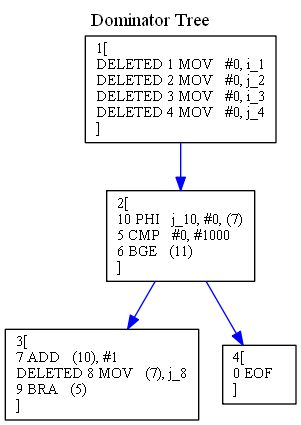 Dominator Tree
1[
DELETED 1 MOV #0, i_1
DELETED 2 MOV #0, j_2
DELETED 3 MOV #0, i_3
DELETED 4 MOV #0, j_4
]
2[
10 PHI j_10, #0, (7)
5 CMP #0, #1000
6 BGE (11)
]
3[
7 ADD (10), #1
DELETED 8 MOV (7), j_8
9 BRA (5)
]
4[
0 EOF
]